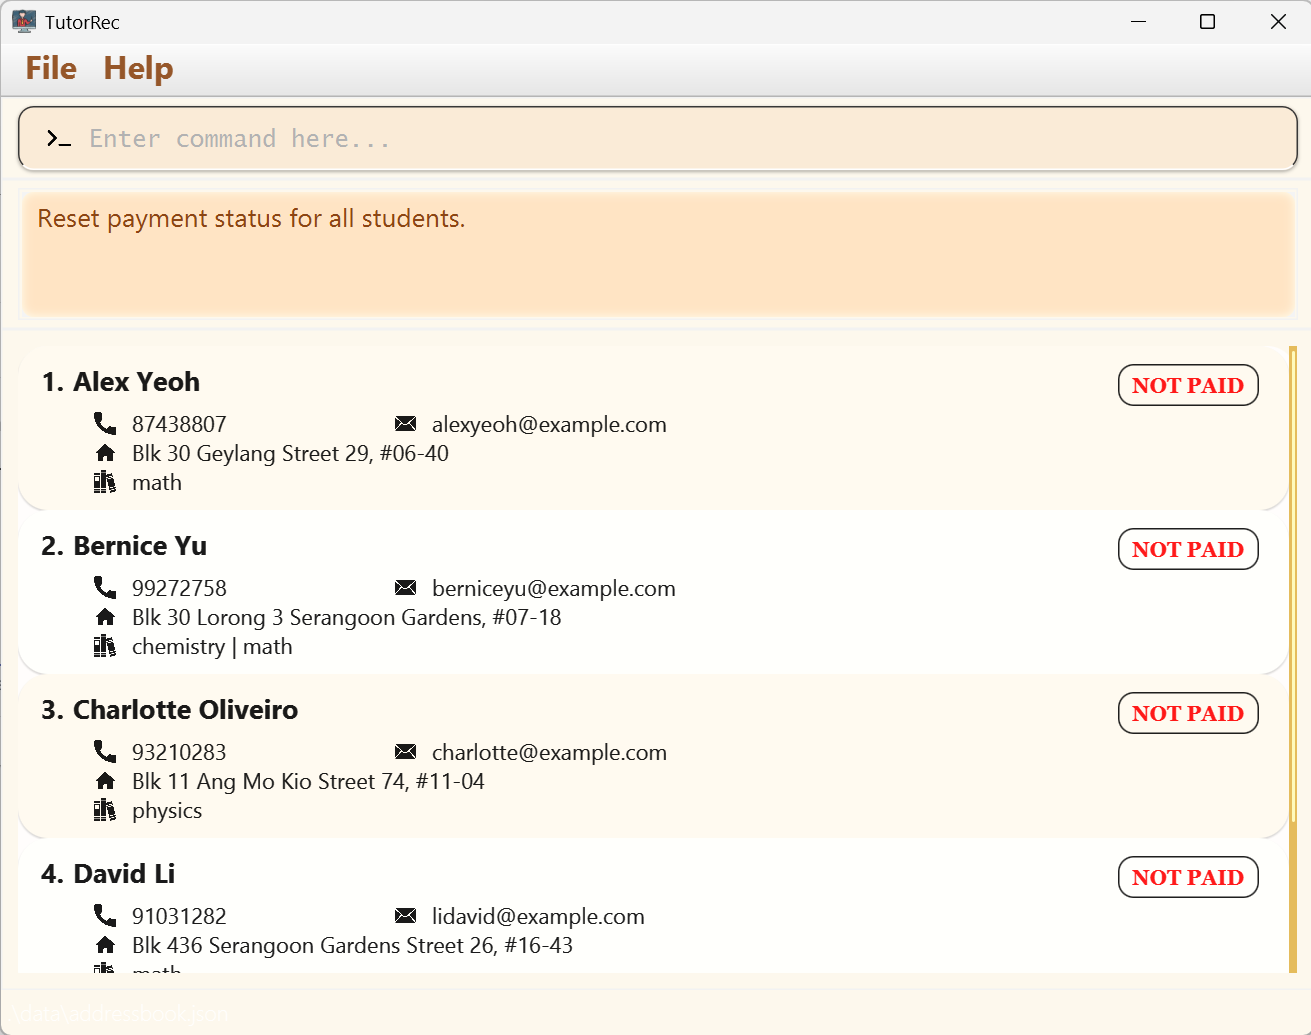 TutorRec
File Help
Enter command here...
Reset payment status for all students.
1. Alex Yeoh NOT PAID
87438807 alexyeoh@example.com
Blk 30 Geylang Street 29, #06-40
math
2. Bernice Yu NOT PAID
99272758 berniceyu@example.com
Blk 30 Lorong 3 Serangoon Gardens, #07-18
chemistry | math
3. Charlotte Oliveiro NOT PAID
93210283 charlotte@example.com
Blk 11 Ang Mo Kio Street 74, #11-04
physics
4. David Li NOT PAID
91031282 lidavid@example.com
Blk 436 Serangoon Gardens Street 26, #16-43
math
\data\addressbook.json